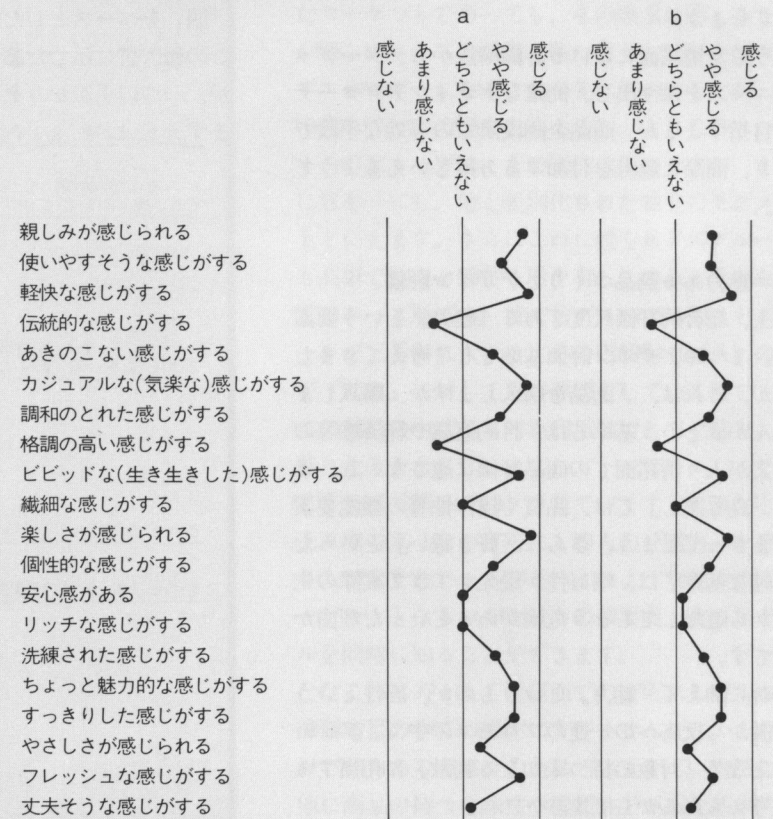 a
b
感じない
あまり感じない
どちらともいえない
やや感じる
感じる
感じない
あまり感じない
どちらともいえない
やや感じる
感じる
親しみが感じられる
使いやすそうな感じがする
軽快な感じがする
伝統的な感じがする
あきのこない感じがする
カジュアルな(気楽な)感じがする
調和のとれた感じがする
格調の高い感じがする
ビビッドな(生き生きした)感じがする
繊細な感じがする
楽しさが感じられる
個性的な感じがする
安心感がある
リッチな感じがする
洗練された感じがする
ちょっと魅力的な感じがする
すっきりした感じがする
やさしさが感じられる
フレッシュな感じがする
丈夫そうな感じがする